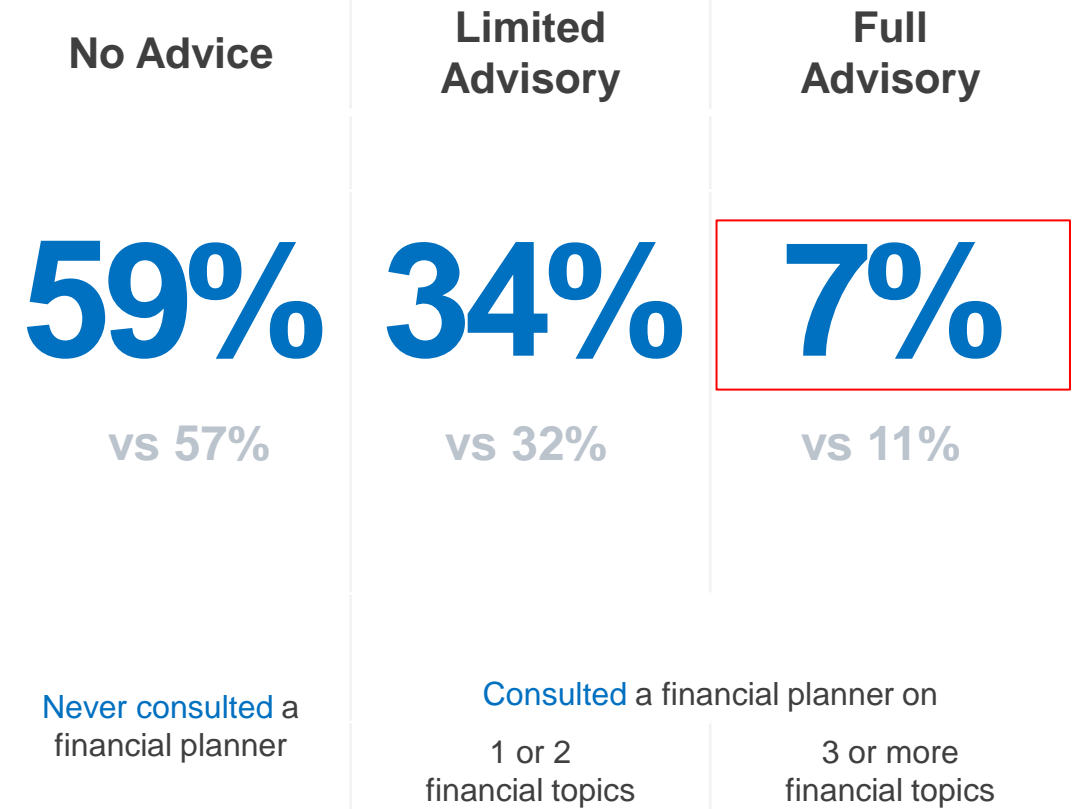 No Advice
Limited
Advisory
Full
Advisory
59%
34%
7%
vs 57%
vs 32%
vs 11%
Never consulted a
financial planner
Consulted a financial planner on
1 or 2
financial topics
3 or more
financial topics